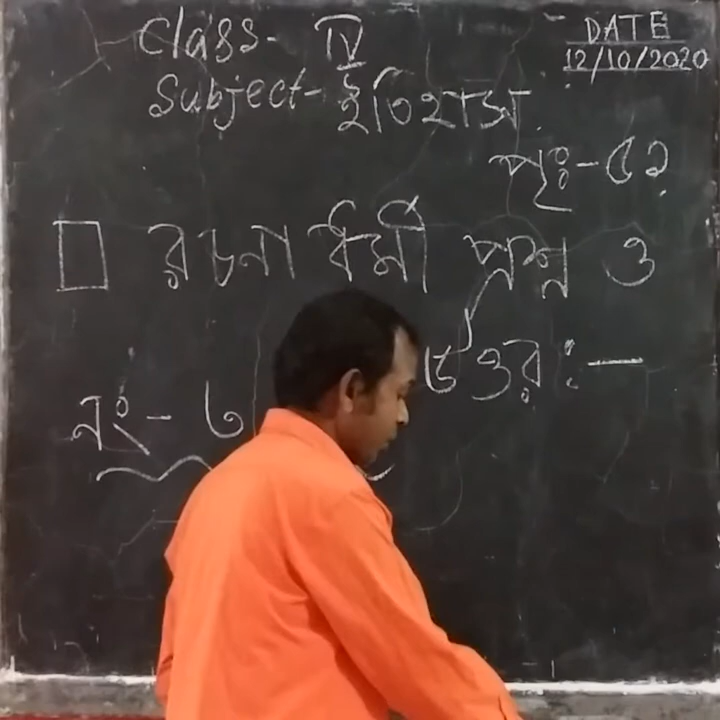 Class- IV
DATE
12/10/2020
Subject- ইতিহাস
পৃঃ-৫২
রচনা ধর্মী প্রশ্ন ও
উত্তর:-
নং- ৬